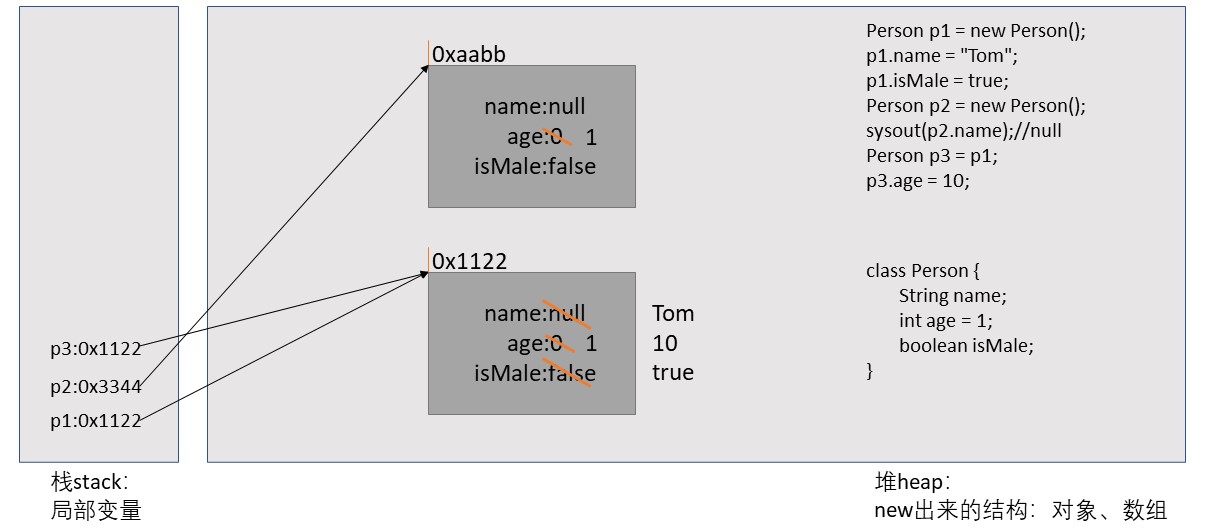 0xaabb
name:null
age:0 1
isMale:false
0x1122
name:null Tom
age:0 1 10
isMale:false true
p3:0x1122
p2:0x3344
p1:0x1122
栈stack：
局部变量
Person p1 = new Person();
p1.name = "Tom";
p1.isMale = true;
Person p2 = new Person();
sysout(p2.name);//null
Person p3 = p1;
p3.age = 10;
class Person {
String name;
int age = 1;
boolean isMale;
}
堆heap：
new出来的结构：对象、数组